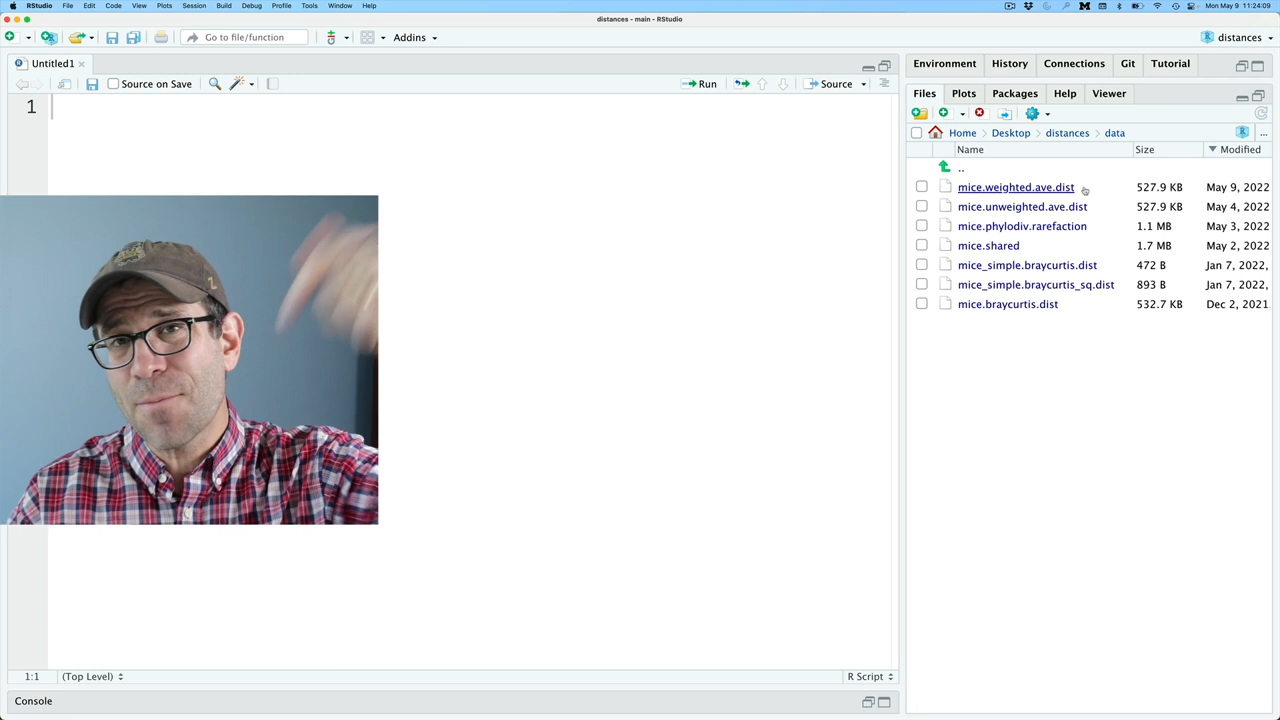 RStudio File Edit Code View Plots Session Build Debug Profile Tools Window Help Mon May 9 11:24:09
distances - main - RStudio
Go to file/function Addins distances
Untitled1
Source on Save Run Source
1
1:1 (Top Level) R Script
Console
Environment History Connections Git Tutorial
Files Plots Packages Help Viewer
Home Desktop distances data ...
Name Size Modified
..
mice.weighted.ave.dist 527.9 KB May 9, 2022
mice.unweighted.ave.dist 527.9 KB May 4, 2022
mice.phylodiv.rarefaction 1.1 MB May 3, 2022
mice.shared 1.7 MB May 2, 2022
mice_simple.braycurtis.dist 472 B Jan 7, 2022,
mice_simple.braycurtis_sq.dist 893 B Jan 7, 2022,
mice.braycurtis.dist 532.7 KB Dec 2, 2021